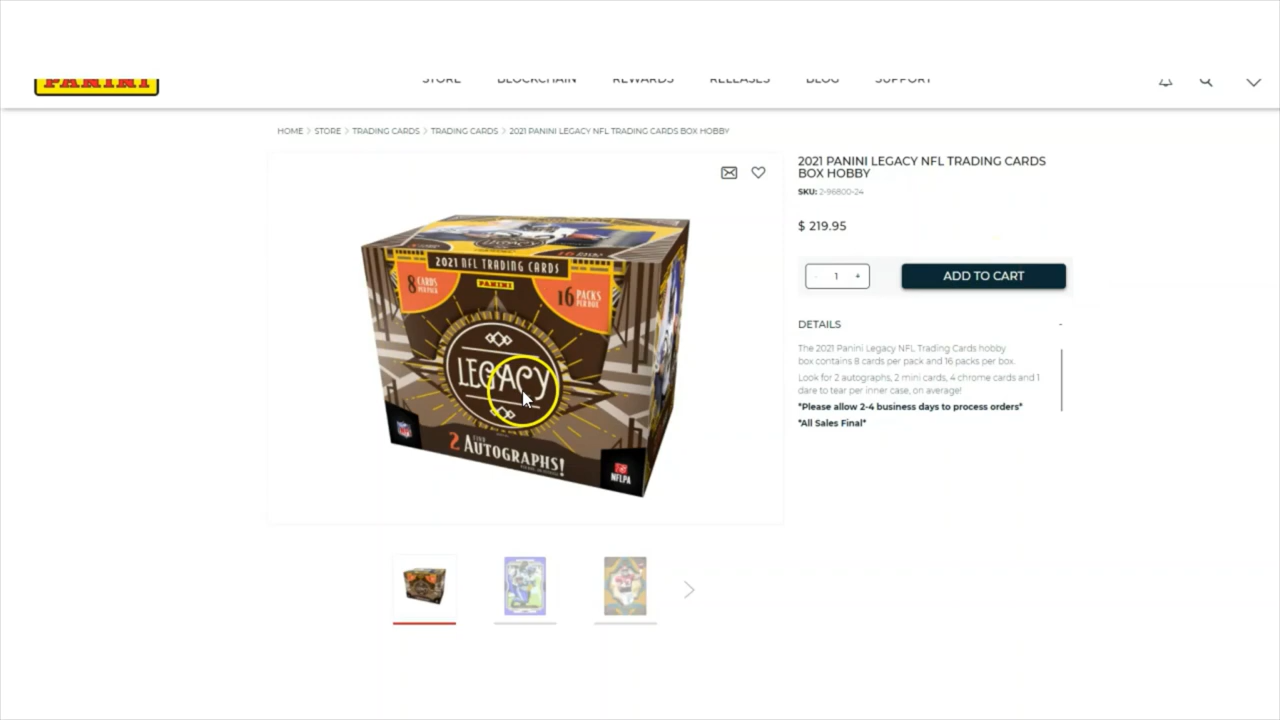 PANINI
STORE BLOCKCHAIN REWARDS RELEASES BLOG SUPPORT
HOME > STORE > TRADING CARDS > TRADING CARDS > 2021 PANINI LEGACY NFL TRADING CARDS BOX HOBBY
2021 PANINI LEGACY NFL TRADING CARDS
BOX HOBBY
SKU: 2-96800-24
$ 219.95
- 1 +
ADD TO CART
DETAILS -
The 2021 Panini Legacy NFL Trading Cards hobby
box contains 8 cards per pack and 16 packs per box.
Look for 2 autographs, 2 mini cards, 4 chrome cards and 1
dare to tear per inner case, on average!
*Please allow 2-4 business days to process orders*
*All Sales Final*
2021 NFL TRADING CARDS
PANINI
8 CARDS
PER PACK
16 PACKS
PER BOX
LEGACY
2 AUTOGRAPHS!
NFL
NFLPA